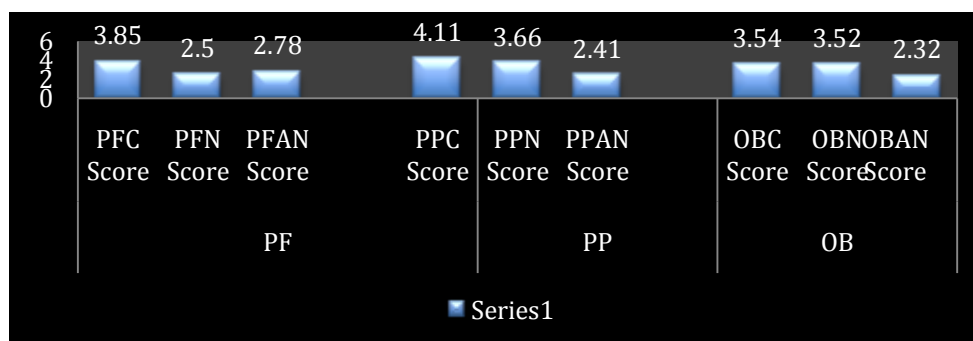 6
4
2
0
3.85 2.5 2.78 4.11 3.66 2.41 3.54 3.52 2.32
PFC PFN PFAN PPC PPN PPAN OBC OBN OBAN
Score Score Score Score Score Score Score Score Score
PF PP OB
Series1